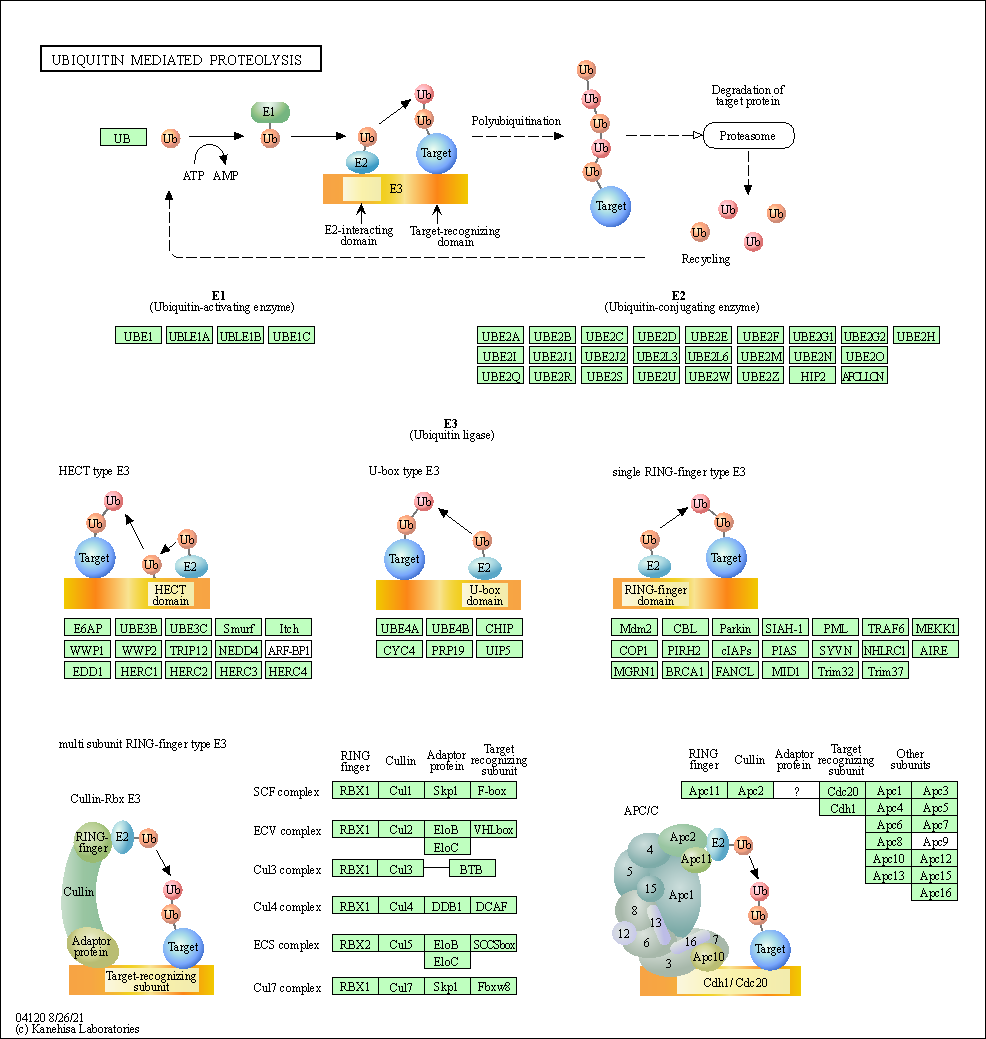 UBIQUITIN MEDIATED PROTEOLYSIS
UB
Ub
ATP
AMP
E1
Ub
Ub
E2
Ub
Ub
Target
E3
E2-interacting
domain
Target-recognizing
domain
Polyubiquitination
Ub
Ub
Ub
Ub
Ub
Target
Degradation of
target protein
Proteasome
Ub
Ub
Ub
Ub
Recycling
E1
(Ubiquitin-activating enzyme)
UBE1 UBLE1A UBLE1B UBE1C
E2
(Ubiquitin-conjugating enzyme)
UBE2A UBE2B UBE2C UBE2D UBE2E UBE2F UBE2G1 UBE2G2 UBE2H
UBE2I UBE2J1 UBE2J2 UBE2L3 UBE2L6 UBE2M UBE2N UBE2O
UBE2Q UBE2R UBE2S UBE2U UBE2W UBE2Z HIP2 AFCLLCN
E3
(Ubiquitin ligase)
HECT type E3
Ub
Ub
Target
Ub
Ub
E2
HECT
domain
E6AP UBE3B UBE3C Smurf Itch
WWP1 WWP2 TRIP12 NEDD4 ARF-BP1
EDD1 HERC1 HERC2 HERC3 HERC4
U-box type E3
Ub
Ub
Target
Ub
E2
U-box
domain
UBE4A UBE4B CHIP
CYC4 PRP19 UIP5
single RING-finger type E3
Ub
E2
Ub
Ub
Target
RING-finger
domain
Mdm2 CBL Parkin SIAH-1 PML TRAF6 MEKK1
COP1 PIRH2 cIAPs PIAS SYVN NHLRC1 AIRE
MGRN1 BRCA1 FANCL MID1 Trim32 Trim37
multi subunit RING-finger type E3
Cullin-Rbx E3
RING-
finger
E2
Ub
Cullin
Ub
Ub
Adaptor
protein
Target
Target-recognizing
subunit
RING
finger
Cullin
Adaptor
protein
Target
recognizing
subunit
SCF complex RBX1 Cul1 Skp1 F-box
ECV complex RBX1 Cul2 EloB VHLbox
EloC
Cul3 complex RBX1 Cul3 BTB
Cul4 complex RBX1 Cul4 DDB1 DCAF
ECS complex RBX2 Cul5 EloB SOCSbox
EloC
Cul7 complex RBX1 Cul7 Skp1 Fbxw8
RING
finger
Cullin
Adaptor
protein
Target
recognizing
subunit
Other
subunits
Apc11 Apc2 ? Cdc20 Apc1 Apc3
Cdh1 Apc4 Apc5
Apc6 Apc7
Apc8 Apc9
Apc10 Apc12
Apc13 Apc15
Apc16
APC/C
Apc2
E2
Ub
4
Apc11
5
15
Apc1
8
13
12
6
16
7
3
Apc10
Ub
Ub
Target
Cdh1/Cdc20
04120 8/26/21
(c) Kanehisa Laboratories